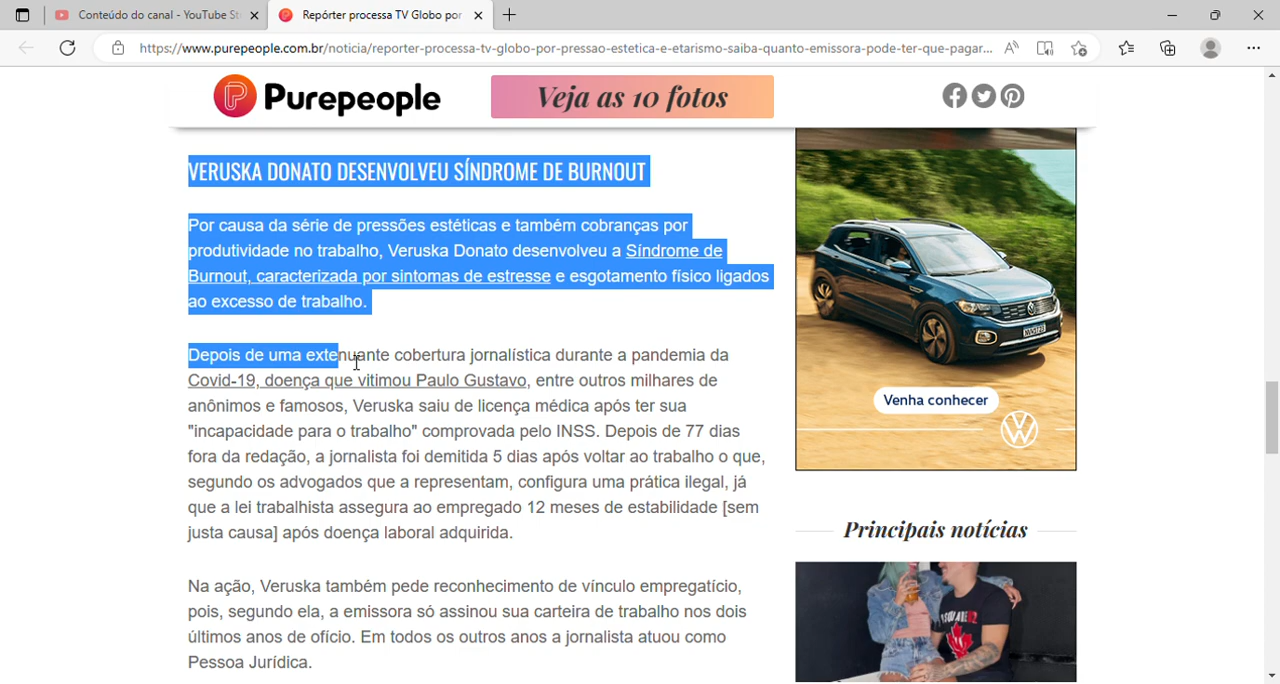 Conteúdo do canal - YouTube St
Repórter processa TV Globo por
https://www.purepeople.com.br/noticia/reporter-processa-tv-globo-por-pressao-estetica-e-etarismo-saiba-quanto-emissora-pode-ter-que-pagar...
Purepeople
Veja as 10 fotos
VERUSKA DONATO DESENVOLVEU SÍNDROME DE BURNOUT
Por causa da série de pressões estéticas e também cobranças por
produtividade no trabalho, Veruska Donato desenvolveu a Síndrome de
Burnout, caracterizada por sintomas de estresse e esgotamento físico ligados
ao excesso de trabalho.
Depois de uma extenuante cobertura jornalística durante a pandemia da
Covid-19, doença que vitimou Paulo Gustavo, entre outros milhares de
anônimos e famosos, Veruska saiu de licença médica após ter sua
"incapacidade para o trabalho" comprovada pelo INSS. Depois de 77 dias
fora da redação, a jornalista foi demitida 5 dias após voltar ao trabalho o que,
segundo os advogados que a representam, configura uma prática ilegal, já
que a lei trabalhista assegura ao empregado 12 meses de estabilidade [sem
justa causa] após doença laboral adquirida.
Na ação, Veruska também pede reconhecimento de vínculo empregatício,
pois, segundo ela, a emissora só assinou sua carteira de trabalho nos dois
últimos anos de ofício. Em todos os outros anos a jornalista atuou como
Pessoa Jurídica.
Venha conhecer
Principais notícias